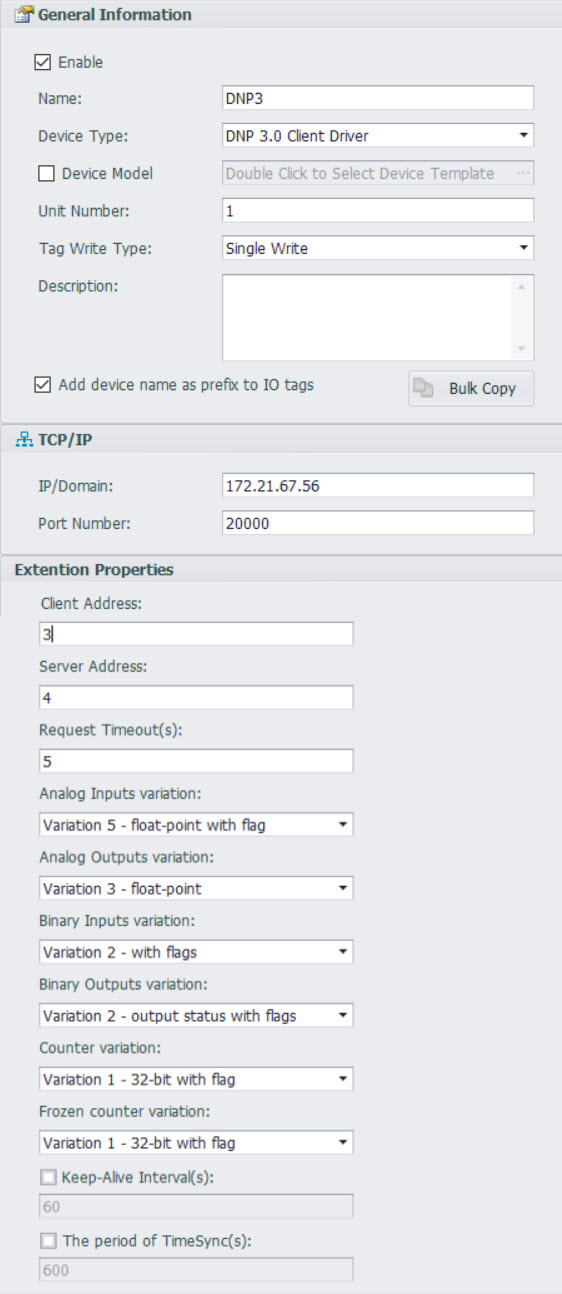 General Information
Enable
Name: DNP3
Device Type: DNP 3.0 Client Driver
Device Model Double Click to Select Device Template ...
Unit Number: 1
Tag Write Type: Single Write
Description:
Add device name as prefix to IO tags Bulk Copy
TCP/IP
IP/Domain: 172.21.67.56
Port Number: 20000
Extention Properties
Client Address:
3
Server Address:
4
Request Timeout(s):
5
Analog Inputs variation:
Variation 5 - float-point with flag
Analog Outputs variation:
Variation 3 - float-point
Binary Inputs variation:
Variation 2 - with flags
Binary Outputs variation:
Variation 2 - output status with flags
Counter variation:
Variation 1 - 32-bit with flag
Frozen counter variation:
Variation 1 - 32-bit with flag
Keep-Alive Interval(s):
60
The period of TimeSync(s):
600